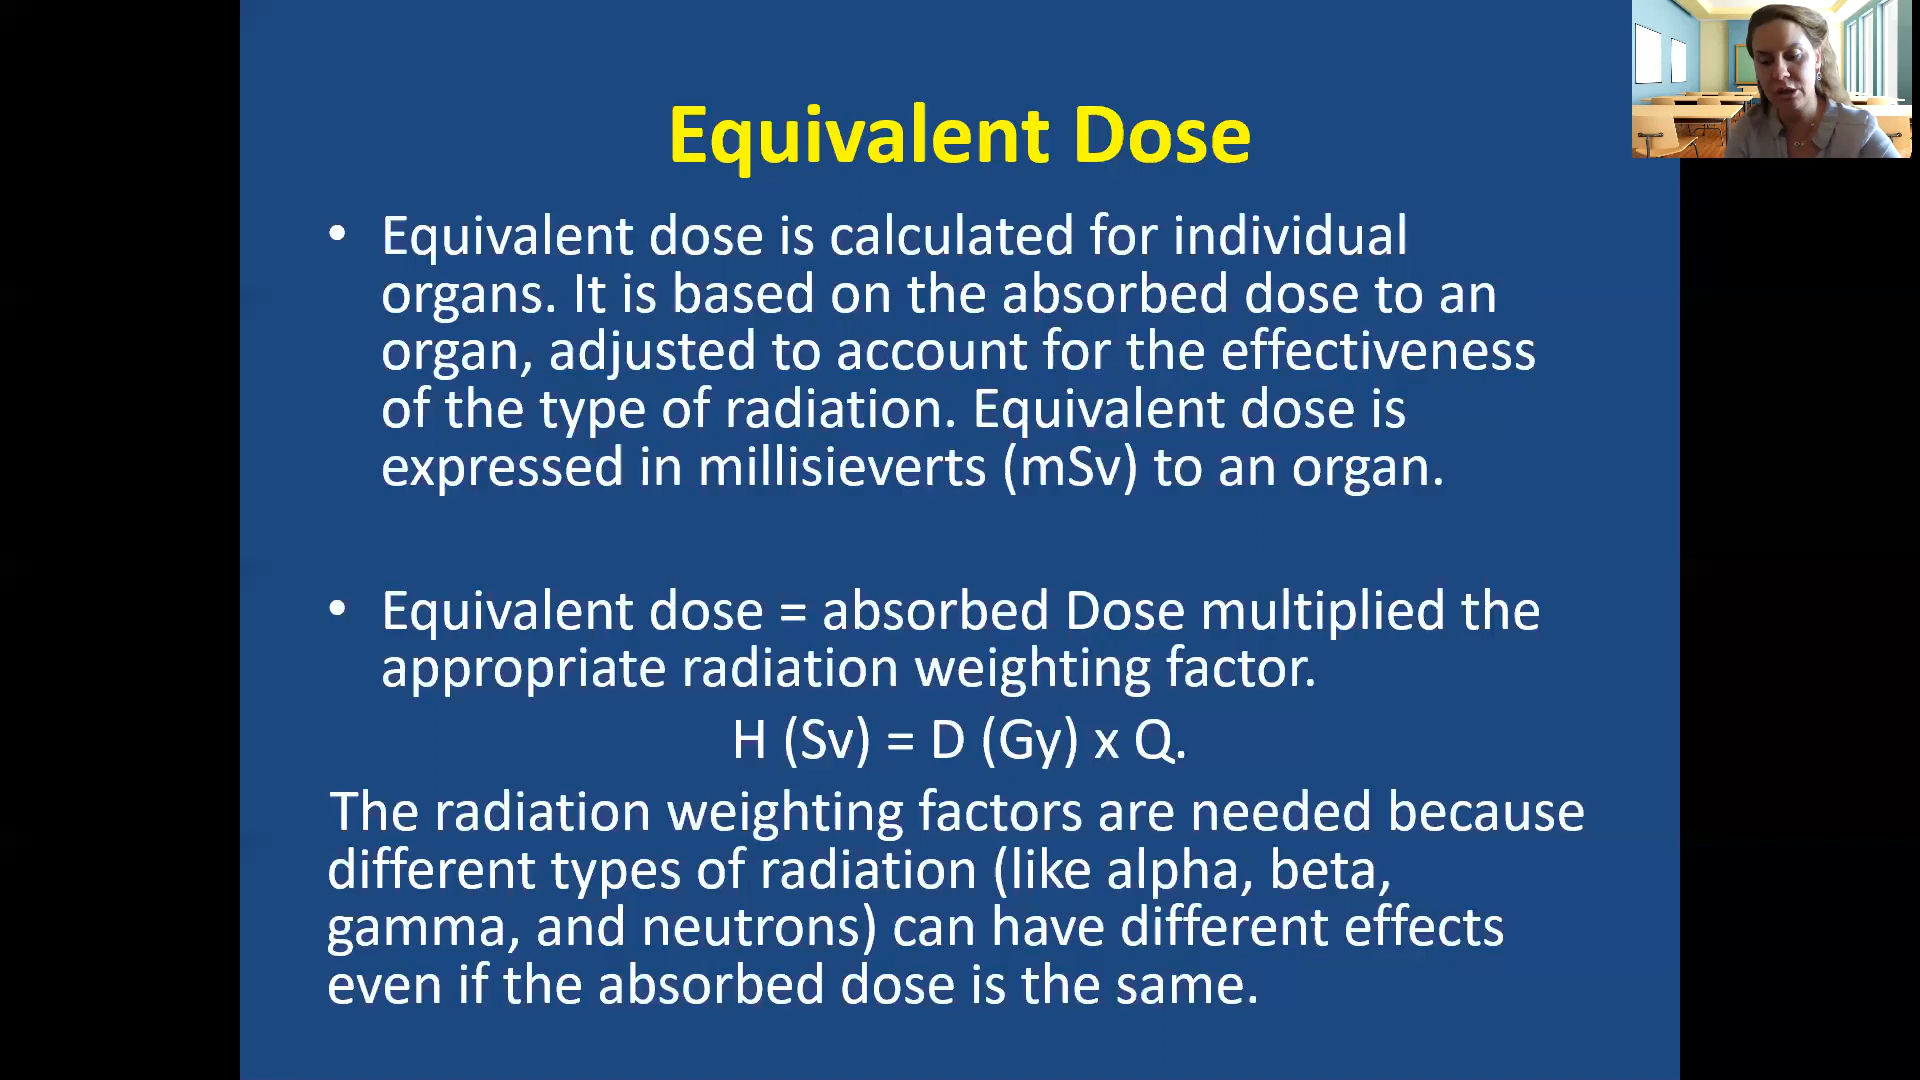 Equivalent Dose
• Equivalent dose is calculated for individual
organs. It is based on the absorbed dose to an
organ, adjusted to account for the effectiveness
of the type of radiation. Equivalent dose is
expressed in millisieverts (mSv) to an organ.
• Equivalent dose = absorbed Dose multiplied the
appropriate radiation weighting factor.
H (Sv) = D (Gy) x Q.
The radiation weighting factors are needed because
different types of radiation (like alpha, beta,
gamma, and neutrons) can have different effects
even if the absorbed dose is the same.